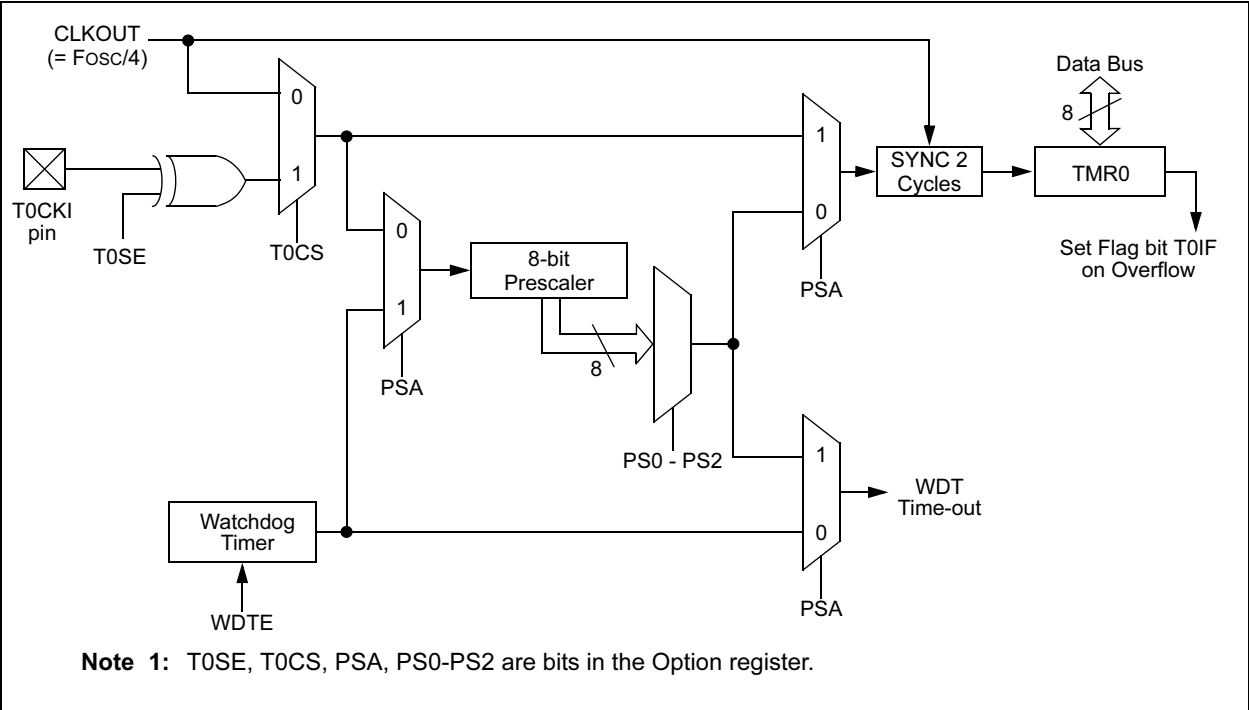 CLKOUT
(= FOSC/4)
Data Bus
8
0
1
T0CKI
pin
T0SE
T0CS
0
1
PSA
8-bit
Prescaler
8
PS0 - PS2
1
0
PSA
SYNC 2
Cycles
TMR0
Set Flag bit T0IF
on Overflow
Watchdog
Timer
WDTE
1
0
PSA
WDT
Time-out
Note 1: T0SE, T0CS, PSA, PS0-PS2 are bits in the Option register.